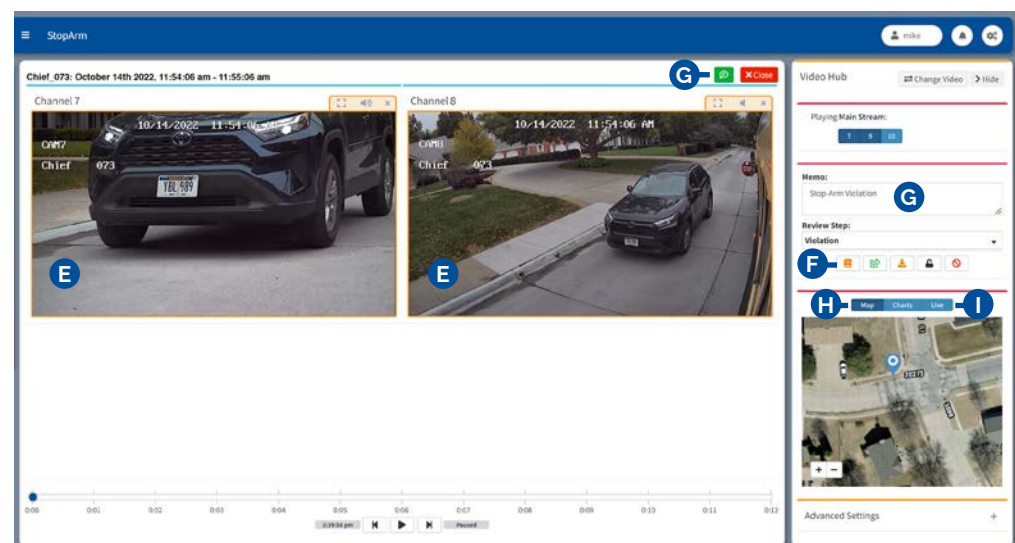 StopArm
mike
Chief_073: October 14th 2022, 11:54:06 am - 11:55:06 am
G
Close
Channel 7
Channel 8
10/14/2022 11:54:06
CAM7
Chief 073
YBL 989
E
10/14/2022 11:54:06 AM
CAM8
Chief 073
E
0:00 0:01 0:02 0:03 0:04 0:05 0:06 0:07 0:08 0:09 0:10 0:11 0:12
Paused
Video Hub
Change Video
Hide
Playing Main Stream:
7
Memo:
Stop-Arm Violation
G
Review Step:
Violation
F
H
Map Charts Live
I
+ −
Advanced Settings +